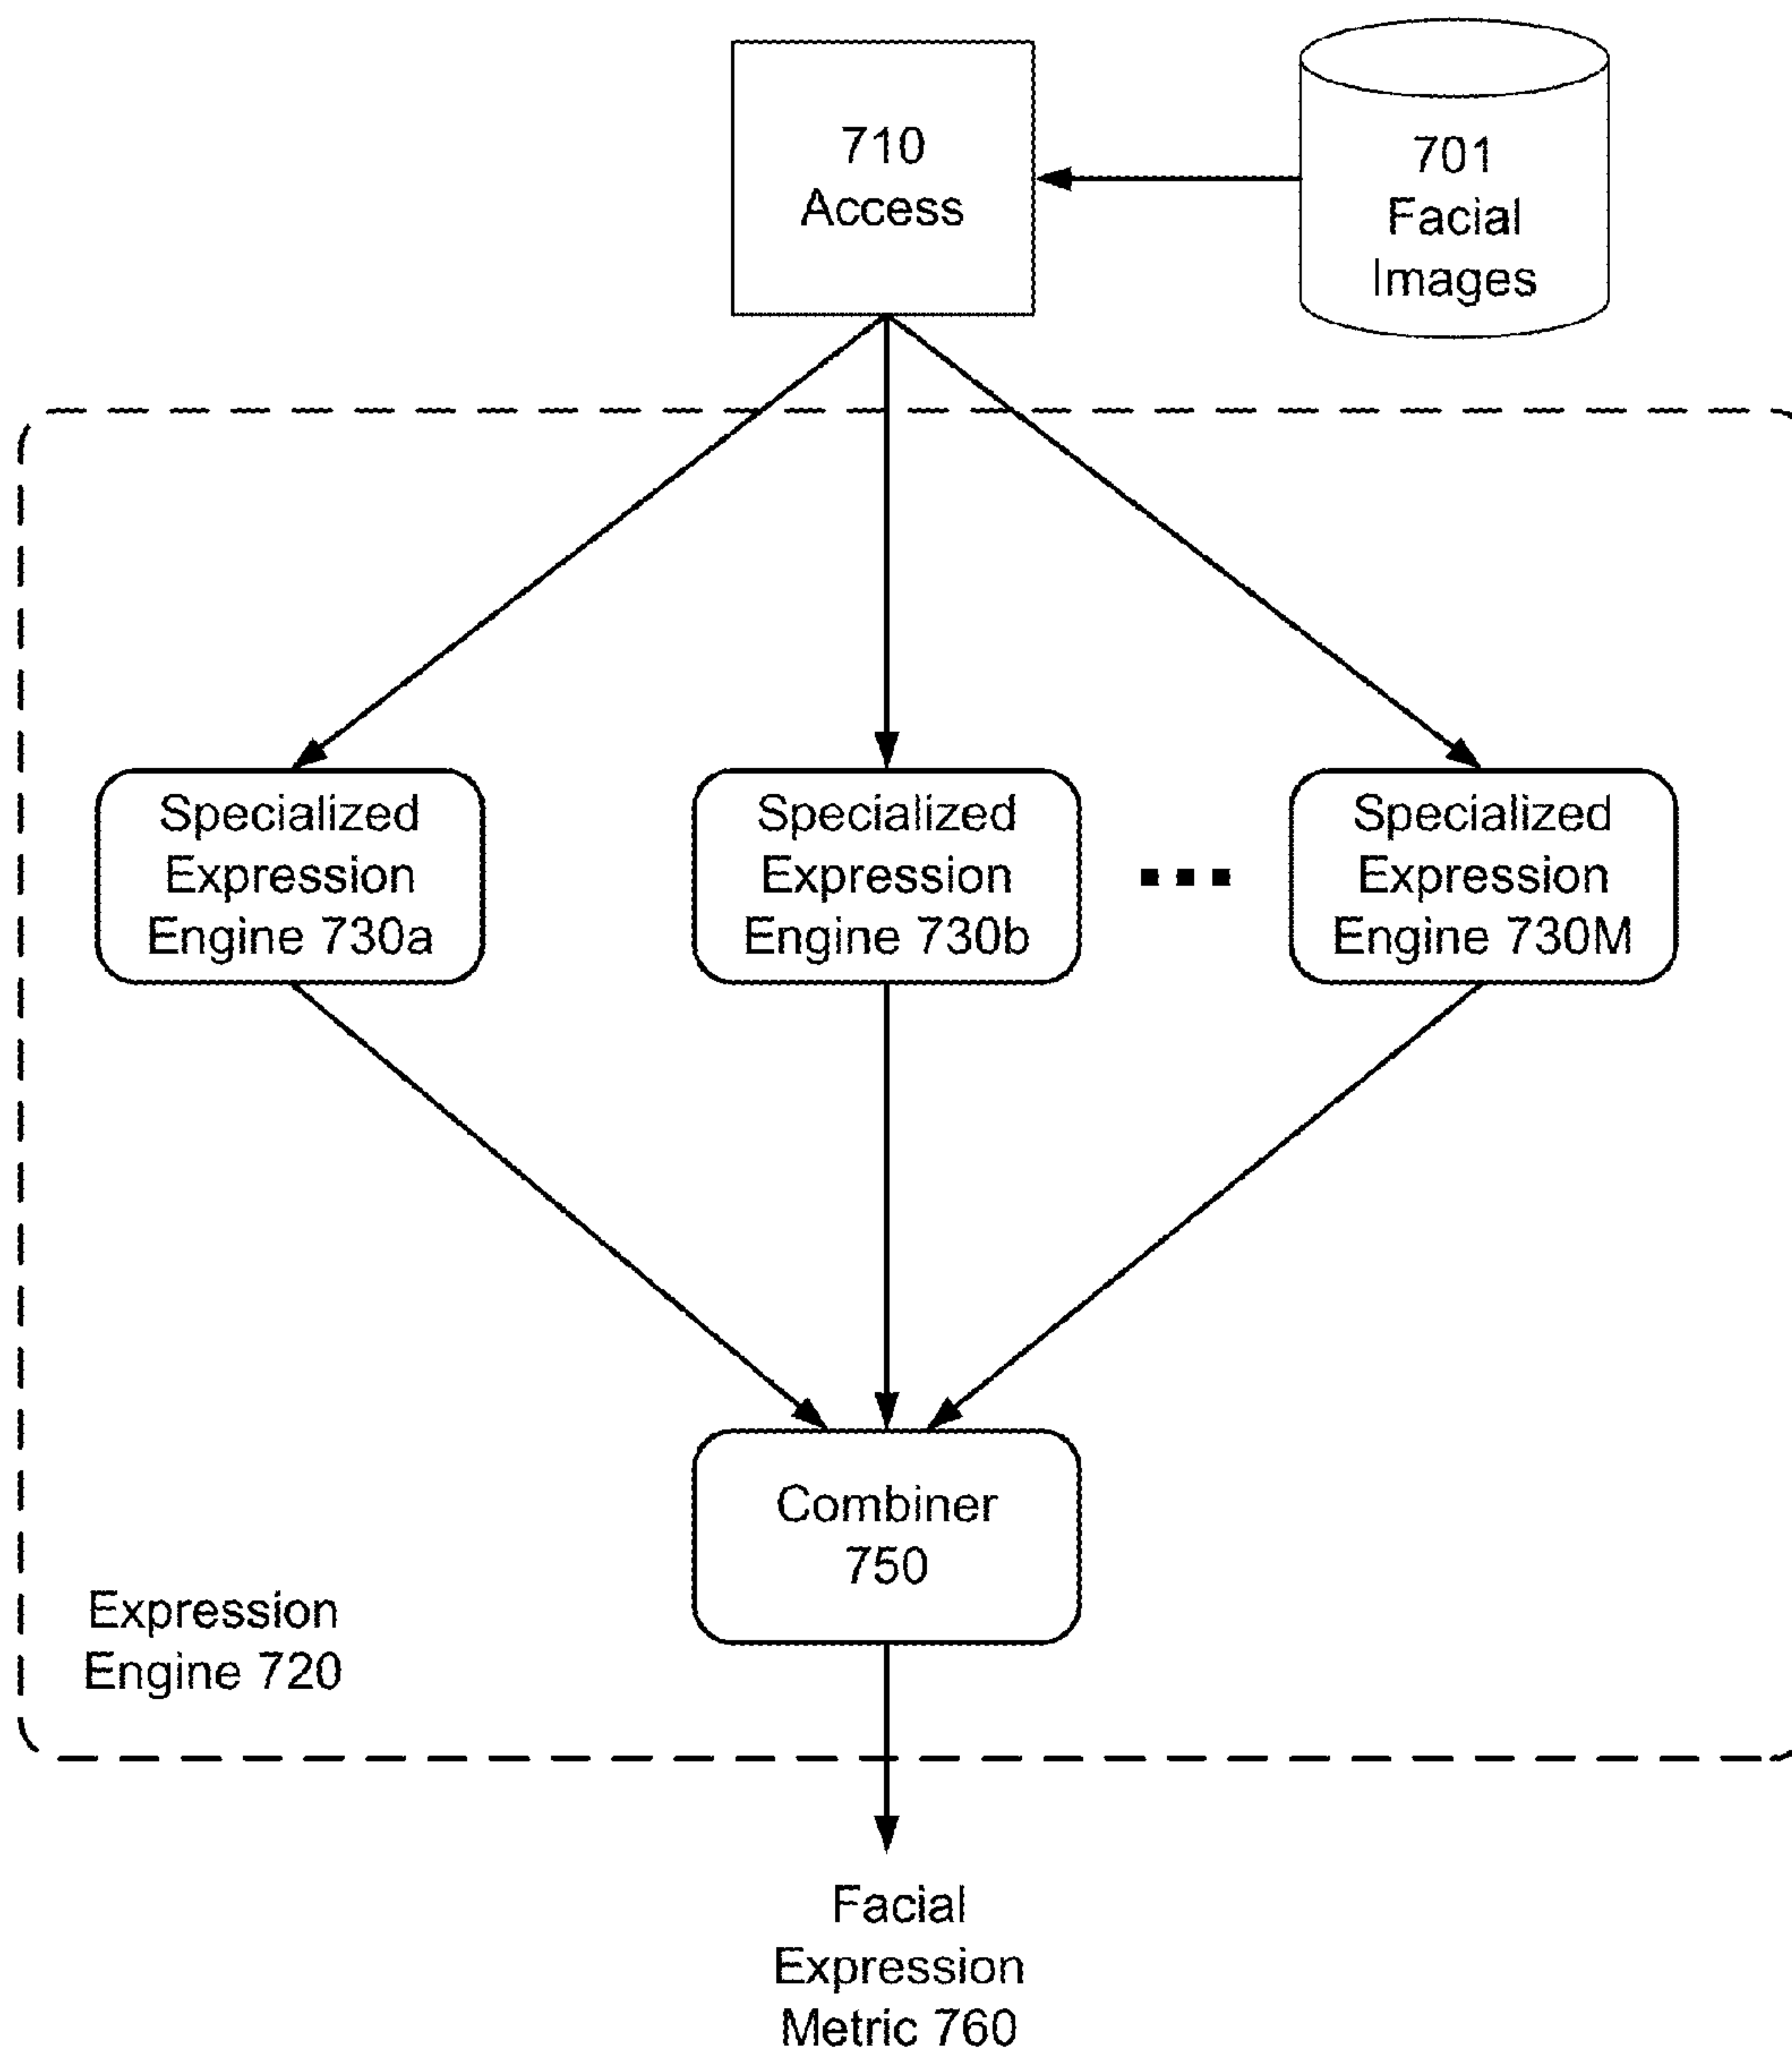 710
Access
701
Facial
Images
Specialized
Expression
Engine 730a
Specialized
Expression
Engine 730b
Specialized
Expression
Engine 730M
Combiner
750
Expression
Engine 720
Facial
Expression
Metric 760